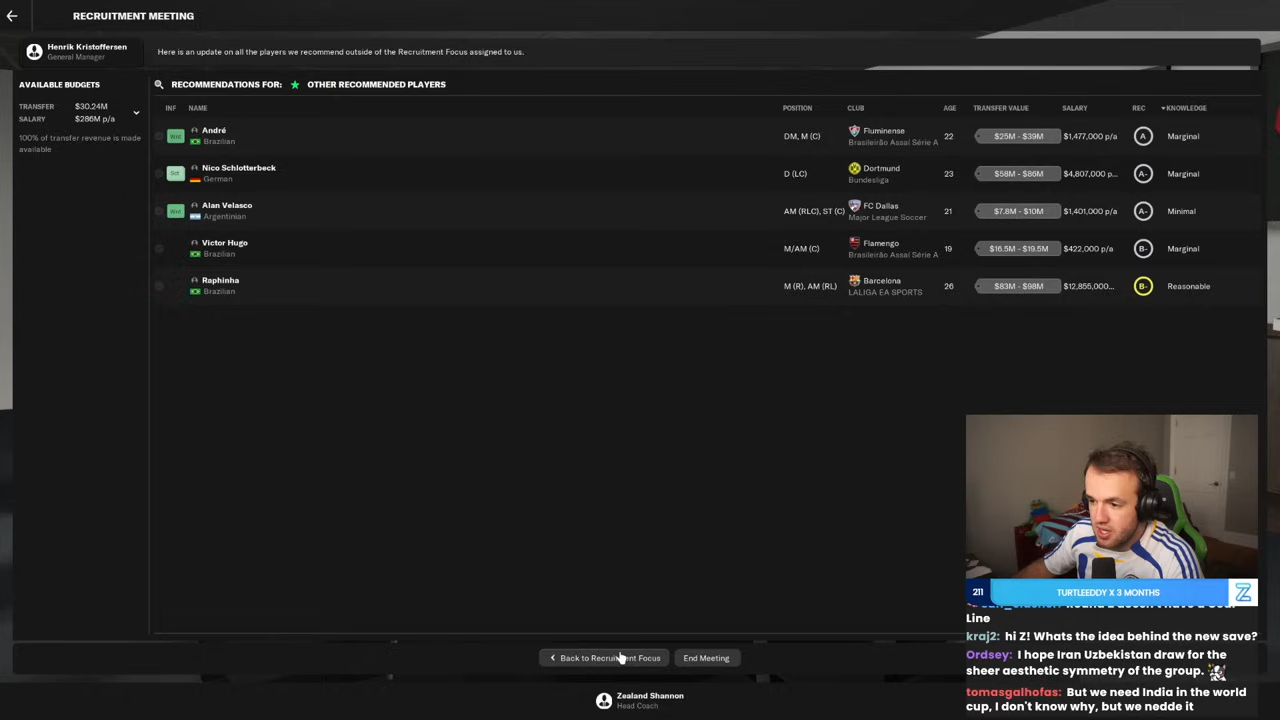 RECRUITMENT MEETING
Henrik Kristoffersen
General Manager
Here is an update on all the players we recommend outside of the Recruitment Focus assigned to us.
AVAILABLE BUDGETS
TRANSFER $30.24M
SALARY $286M p/a
100% of transfer revenue is made
available
RECOMMENDATIONS FOR: OTHER RECOMMENDED PLAYERS
INF NAME POSITION CLUB AGE TRANSFER VALUE SALARY REC KNOWLEDGE
Wnt André Brazilian DM, M (C) Fluminense Brasileirão Assaí Série A 22 $25M - $39M $1,477,000 p/a A Marginal
Sct Nico Schlotterbeck German D (LC) Dortmund Bundesliga 23 $58M - $86M $4,807,000 p... A- Marginal
Wnt Alan Velasco Argentinian AM (RLC), ST (C) FC Dallas Major League Soccer 21 $7.8M - $10M $1,401,000 p/a A- Minimal
Victor Hugo Brazilian M/AM (C) Flamengo Brasileirão Assaí Série A 19 $16.5M - $19.5M $422,000 p/a B- Marginal
Raphinha Brazilian M (R), AM (RL) Barcelona LALIGA EA SPORTS 26 $83M - $98M $12,855,000... B- Reasonable
211 TURTLEEDDY X 3 MONTHS Z
Line
kraj2: hi Z! Whats the idea behind the new save?
Ordsey: I hope Iran Uzbekistan draw for the
sheer aesthetic symmetry of the group.
tomasgalhofas: But we need India in the world
cup, I don't know why, but we nedde it
Back to Recruitment Focus
End Meeting
Zealand Shannon
Head Coach